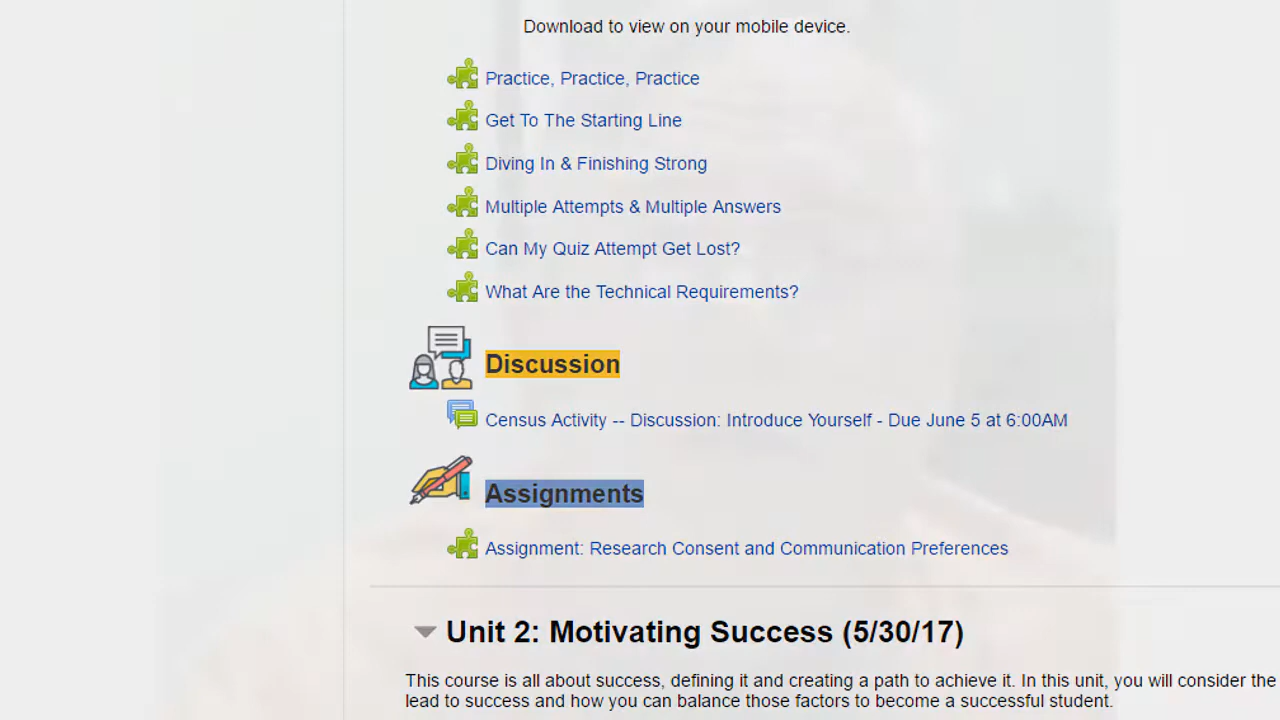 Download to view on your mobile device.
Practice, Practice, Practice
Get To The Starting Line
Diving In & Finishing Strong
Multiple Attempts & Multiple Answers
Can My Quiz Attempt Get Lost?
What Are the Technical Requirements?
Discussion
Census Activity -- Discussion: Introduce Yourself - Due June 5 at 6:00AM
Assignments
Assignment: Research Consent and Communication Preferences
Unit 2: Motivating Success (5/30/17)
This course is all about success, defining it and creating a path to achieve it. In this unit, you will consider the
lead to success and how you can balance those factors to become a successful student.